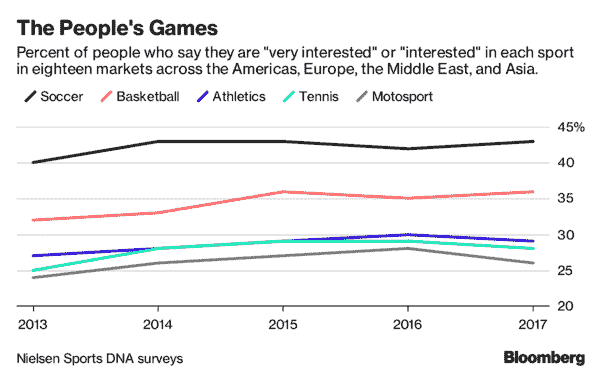 The People's Games
Percent of people who say they are "very interested" or "interested" in each sport
in eighteen markets across the Americas, Europe, the Middle East, and Asia.
Soccer Basketball Athletics Tennis Motosport
45%
40
35
30
25
20
2013 2014 2015 2016 2017
Nielsen Sports DNA surveys Bloomberg